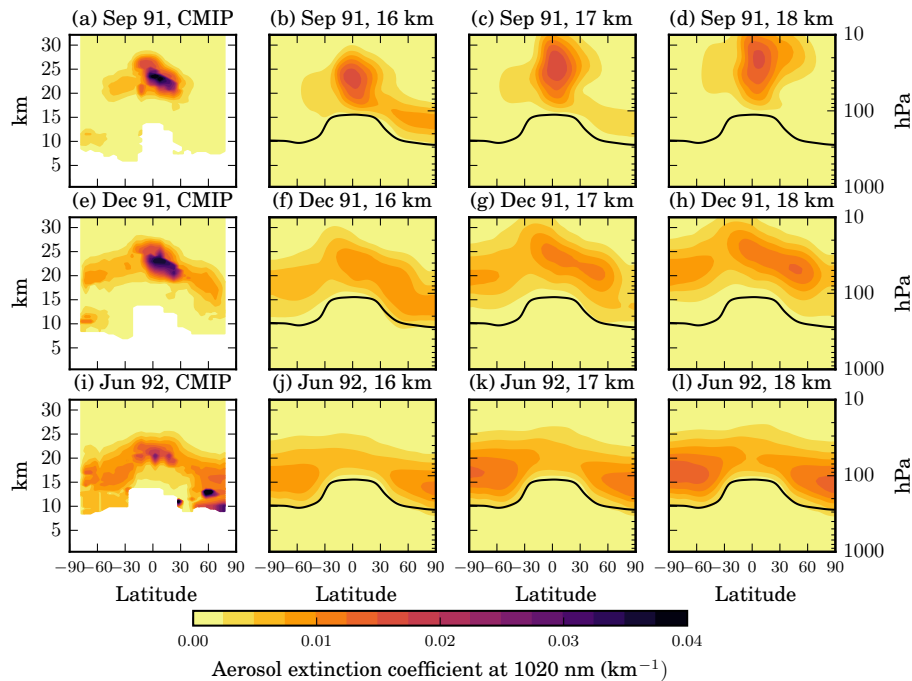 (a) Sep 91, CMIP (b) Sep 91, 16 km (c) Sep 91, 17 km (d) Sep 91, 18 km
30
25
20
15
10
5
km
10
100
1000
hPa
(e) Dec 91, CMIP (f) Dec 91, 16 km (g) Dec 91, 17 km (h) Dec 91, 18 km
30
25
20
15
10
5
km
10
100
1000
hPa
(i) Jun 92, CMIP (j) Jun 92, 16 km (k) Jun 92, 17 km (l) Jun 92, 18 km
30
25
20
15
10
5
km
10
100
1000
hPa
−90 −60 −30 0 30 60 90 −60 −30 0 30 60 90 −60 −30 0 30 60 90 −60 −30 0 30 60 90
Latitude Latitude Latitude Latitude
0.00 0.01 0.02 0.03 0.04
Aerosol extinction coefficient at 1020 nm (km⁻¹)